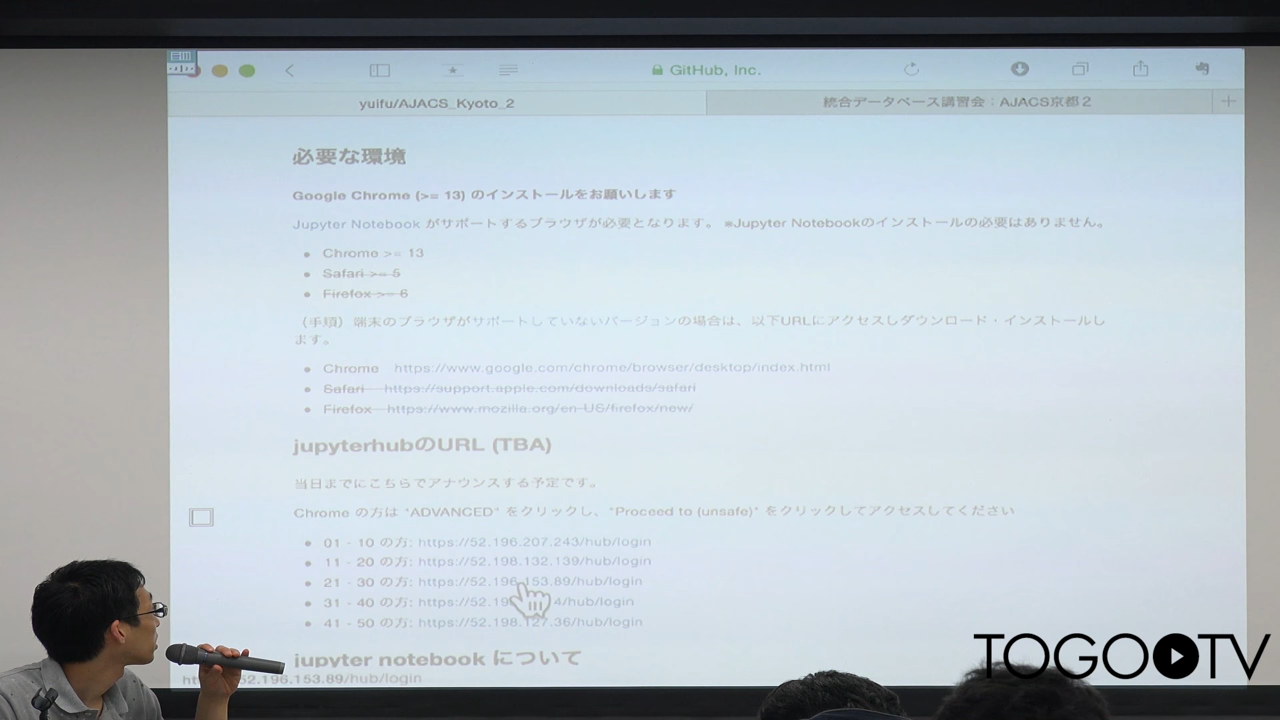 GitHub, Inc.
yuifu/AJACS_Kyoto_2
統合データベース講習会：AJACS京都2
必要な環境
Google Chrome (>= 13) のインストールをお願いします
Jupyter Notebook がサポートするブラウザが必要となります。 ※Jupyter Notebookのインストールの必要はありません。
Chrome >= 13
Safari >= 5
Firefox >= 6
（手順）端末のブラウザがサポートしていないバージョンの場合は、以下URLにアクセスしダウンロード・インストールし
ます。
Chrome https://www.google.com/chrome/browser/desktop/index.html
Safari https://support.apple.com/downloads/safari
Firefox https://www.mozilla.org/en-US/firefox/new/
jupyterhubのURL (TBA)
当日までにこちらでアナウンスする予定です。
Chrome の方は "ADVANCED" をクリックし、"Proceed to (unsafe)" をクリックしてアクセスしてください
01 - 10 の方: https://52.196.207.243/hub/login
11 - 20 の方: https://52.198.132.139/hub/login
21 - 30 の方: https://52.196.153.89/hub/login
31 - 40 の方: https://52.19 4/hub/login
41 - 50 の方: https://52.198.127.36/hub/login
jupyter notebook について
52.196.153.89/hub/login
TOGOTV